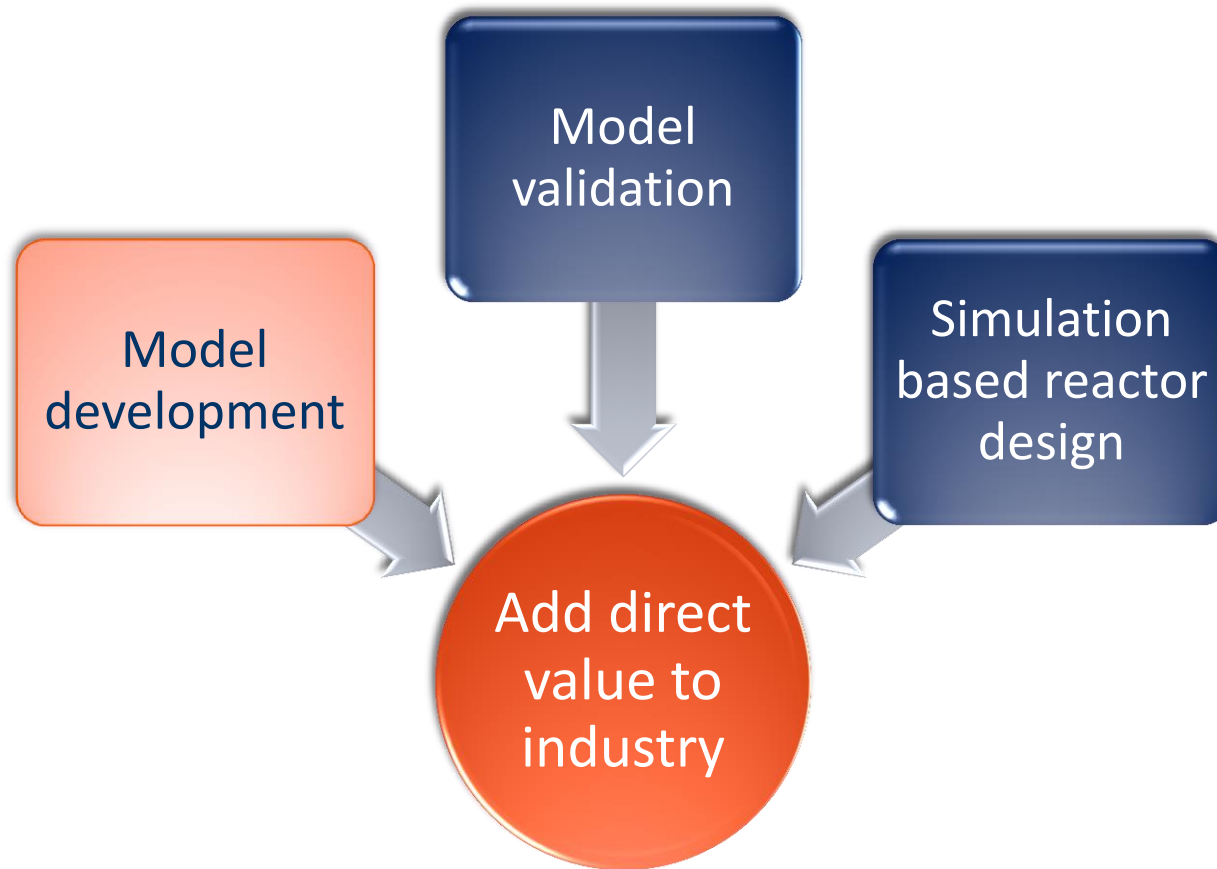 Model
validation
Model
development
Simulation
based reactor
design
Add direct
value to
industry